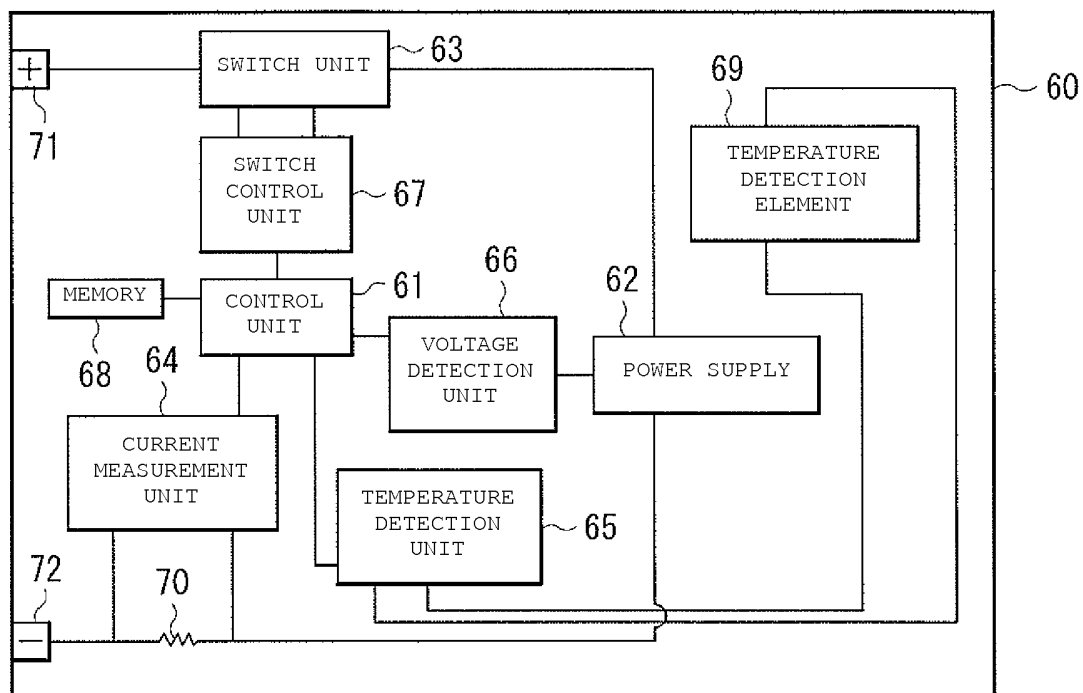 SWITCH UNIT
63
+
71
69
60
TEMPERATURE
DETECTION
ELEMENT
SWITCH
CONTROL
UNIT
67
MEMORY
68
CONTROL
UNIT
61
66
62
VOLTAGE
DETECTION
UNIT
POWER SUPPLY
64
CURRENT
MEASUREMENT
UNIT
TEMPERATURE
DETECTION
UNIT
65
72
−
70